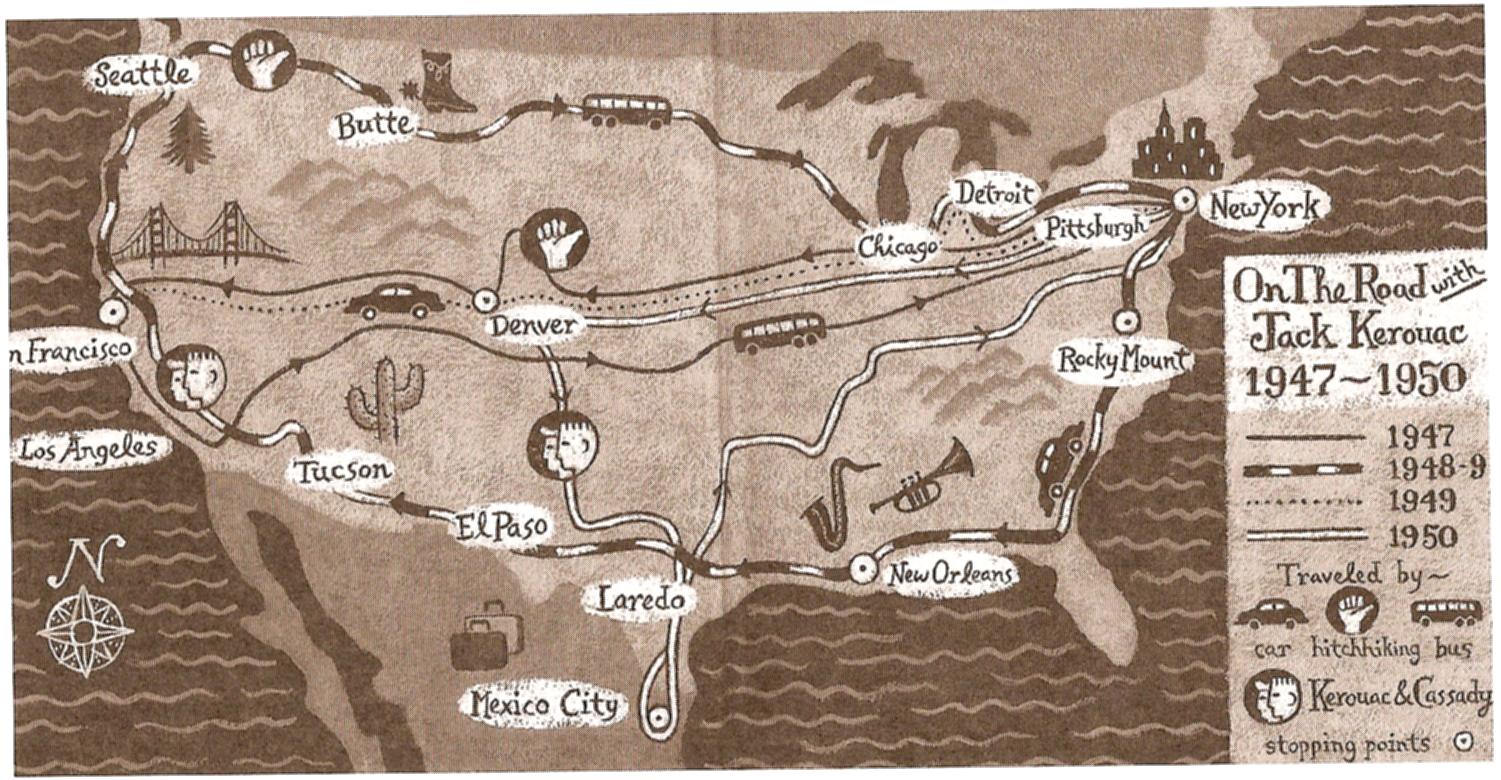 Seattle
Butte
Detroit
New York
Pittsburgh
Chicago
Denver
n Francisco
Rocky Mount
Los Angeles
Tucson
El Paso
New Orleans
Laredo
Mexico City
N
On The Road with
Jack Kerouac
1947~1950
1947
1948-9
1949
1950
Traveled by~
car hitchhiking bus
Kerouac & Cassady
stopping points